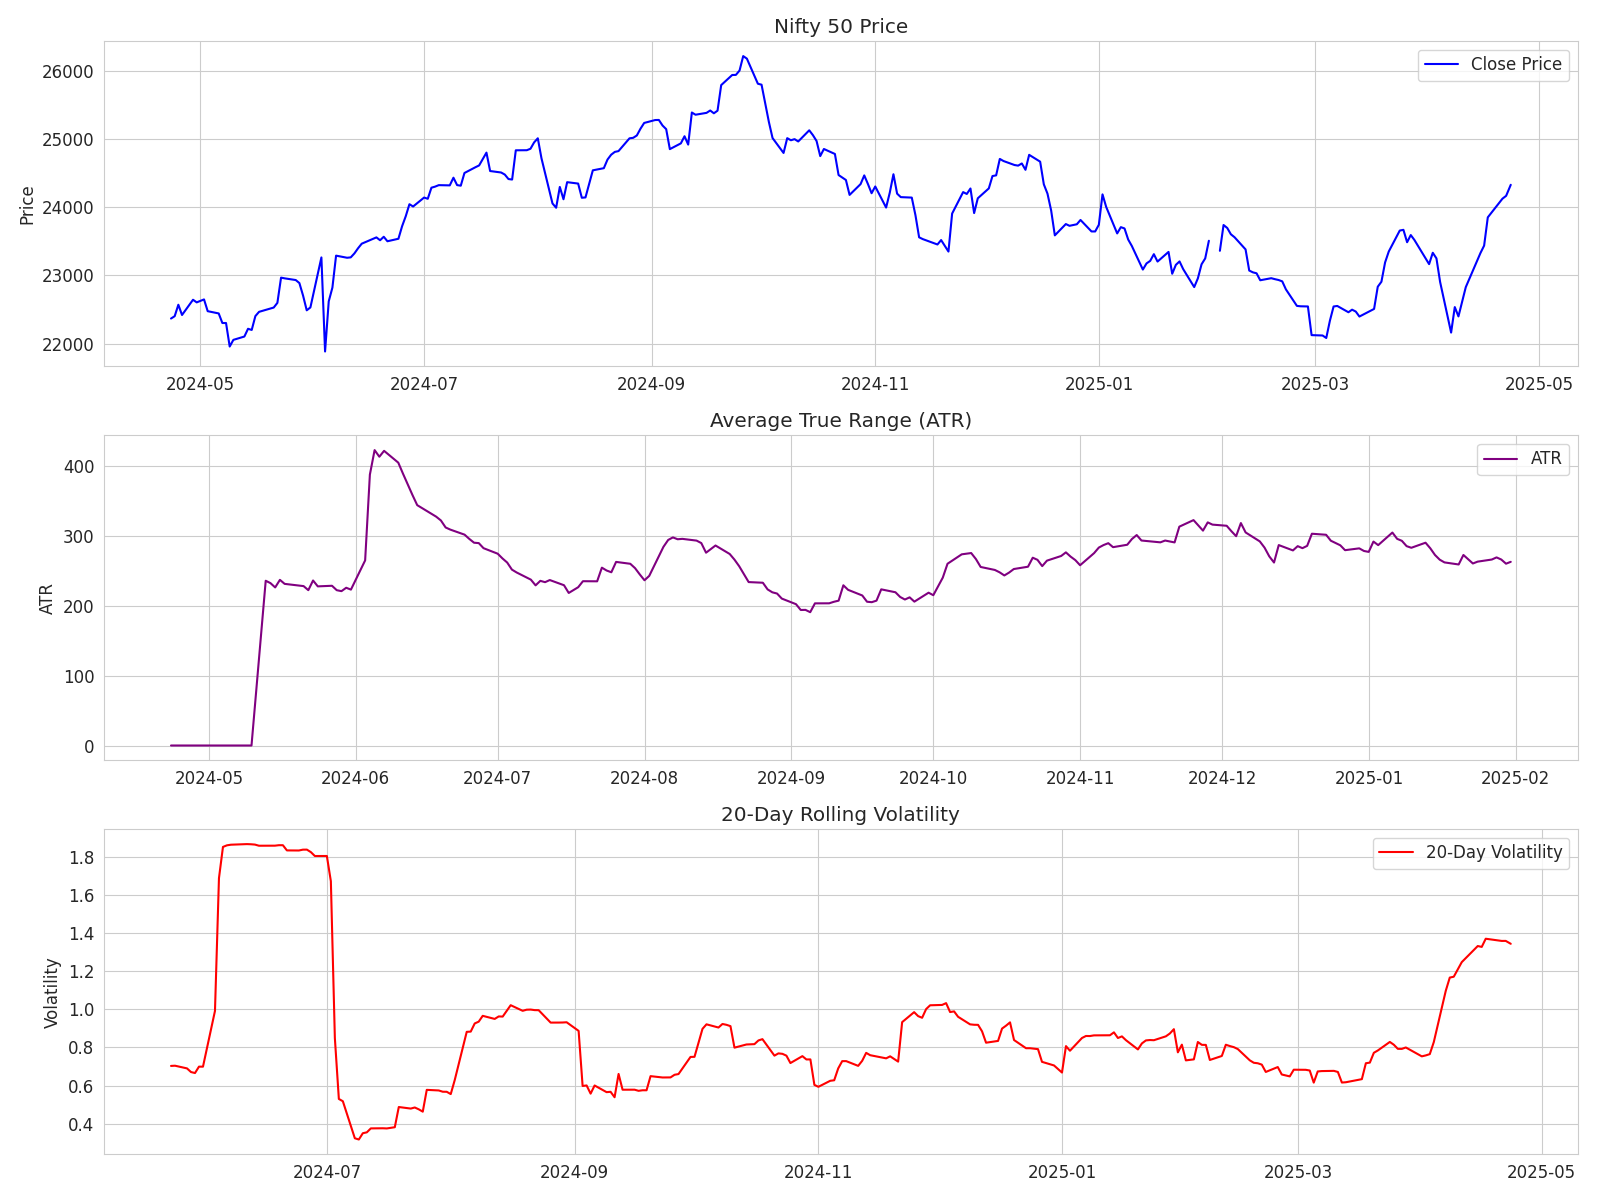 Nifty 50 Price
Close Price
Price
26000
25000
24000
23000
22000
2024-05 2024-07 2024-09 2024-11 2025-01 2025-03 2025-05
Average True Range (ATR)
ATR
ATR
400
300
200
100
0
2024-05 2024-06 2024-07 2024-08 2024-09 2024-10 2024-11 2024-12 2025-01 2025-02
20-Day Rolling Volatility
20-Day Volatility
Volatility
1.8
1.6
1.4
1.2
1.0
0.8
0.6
0.4
2024-07 2024-09 2024-11 2025-01 2025-03 2025-05